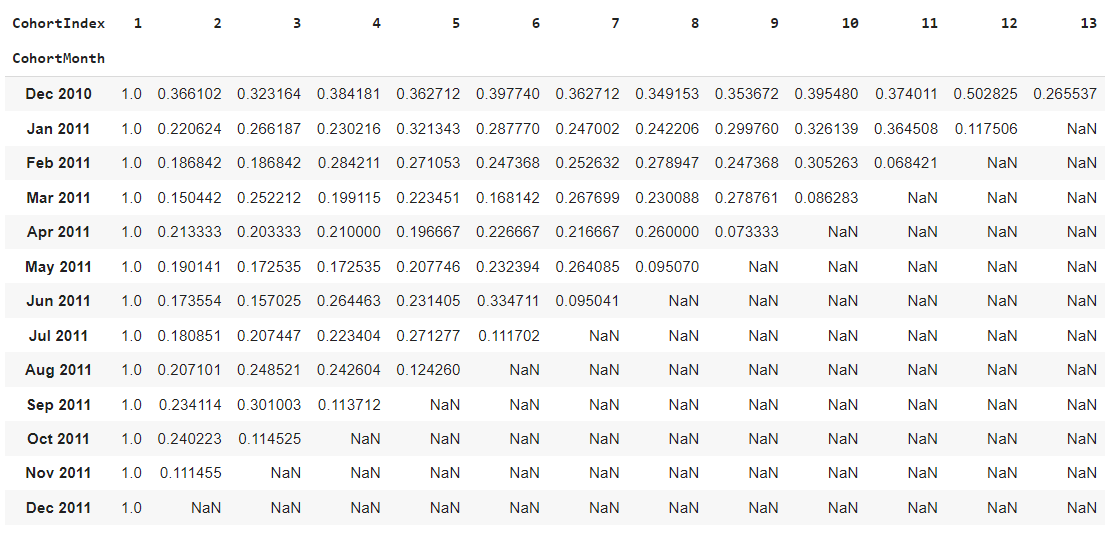 CohortIndex 1 2 3 4 5 6 7 8 9 10 11 12 13
CohortMonth
Dec 2010 1.0 0.366102 0.323164 0.384181 0.362712 0.397740 0.362712 0.349153 0.353672 0.395480 0.374011 0.502825 0.265537
Jan 2011 1.0 0.220624 0.266187 0.230216 0.321343 0.287770 0.247002 0.242206 0.299760 0.326139 0.364508 0.117506 NaN
Feb 2011 1.0 0.186842 0.186842 0.284211 0.271053 0.247368 0.252632 0.278947 0.247368 0.305263 0.068421 NaN NaN
Mar 2011 1.0 0.150442 0.252212 0.199115 0.223451 0.168142 0.267699 0.230088 0.278761 0.086283 NaN NaN NaN
Apr 2011 1.0 0.213333 0.203333 0.210000 0.196667 0.226667 0.216667 0.260000 0.073333 NaN NaN NaN NaN
May 2011 1.0 0.190141 0.172535 0.172535 0.207746 0.232394 0.264085 0.095070 NaN NaN NaN NaN NaN
Jun 2011 1.0 0.173554 0.157025 0.264463 0.231405 0.334711 0.095041 NaN NaN NaN NaN NaN NaN
Jul 2011 1.0 0.180851 0.207447 0.223404 0.271277 0.111702 NaN NaN NaN NaN NaN NaN NaN
Aug 2011 1.0 0.207101 0.248521 0.242604 0.124260 NaN NaN NaN NaN NaN NaN NaN NaN
Sep 2011 1.0 0.234114 0.301003 0.113712 NaN NaN NaN NaN NaN NaN NaN NaN NaN
Oct 2011 1.0 0.240223 0.114525 NaN NaN NaN NaN NaN NaN NaN NaN NaN NaN
Nov 2011 1.0 0.111455 NaN NaN NaN NaN NaN NaN NaN NaN NaN NaN NaN
Dec 2011 1.0 NaN NaN NaN NaN NaN NaN NaN NaN NaN NaN NaN NaN